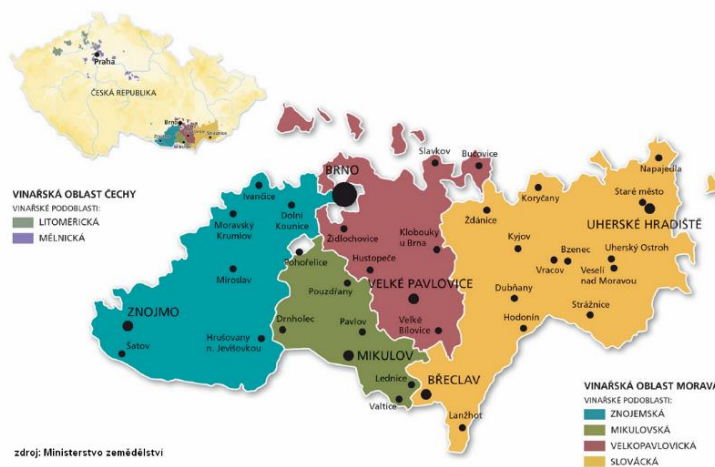 Praha
ČESKÁ REPUBLIKA
Brno
VINAŘSKÁ OBLAST ČECHY
VINAŘSKÉ PODOBLASTI:
LITOMĚŘICKÁ
MĚLNICKÁ
Slavkov
Bučovice
BRNO
Ivančice
Dolní
Kounice
Moravský
Krumlov
Židlochovice
Klobouky
u Brna
Pohořelice
Hustopeče
Miroslav
Pouzdřany
VELKÉ PAVLOVICE
ZNOJMO
Drnholec
Pavlov
Velké
Bílovice
Šatov
Hrušovany
n. Jevišovkou
MIKULOV
Lednice
Valtice
BŘECLAV
Lanžhot
Napajedla
Staré město
Koryčany
UHERSKÉ HRADIŠTĚ
Ždánice
Kyjov
Bzenec
Uherský Ostroh
Vracov
Veselí
nad Moravou
Dubňany
Strážnice
Hodonín
VINAŘSKÁ OBLAST MORAVA
VINAŘSKÉ PODOBLASTI:
ZNOJEMSKÁ
MIKULOVSKÁ
VELKOPAVLOVICKÁ
SLOVÁCKÁ
zdroj: Ministerstvo zemědělství